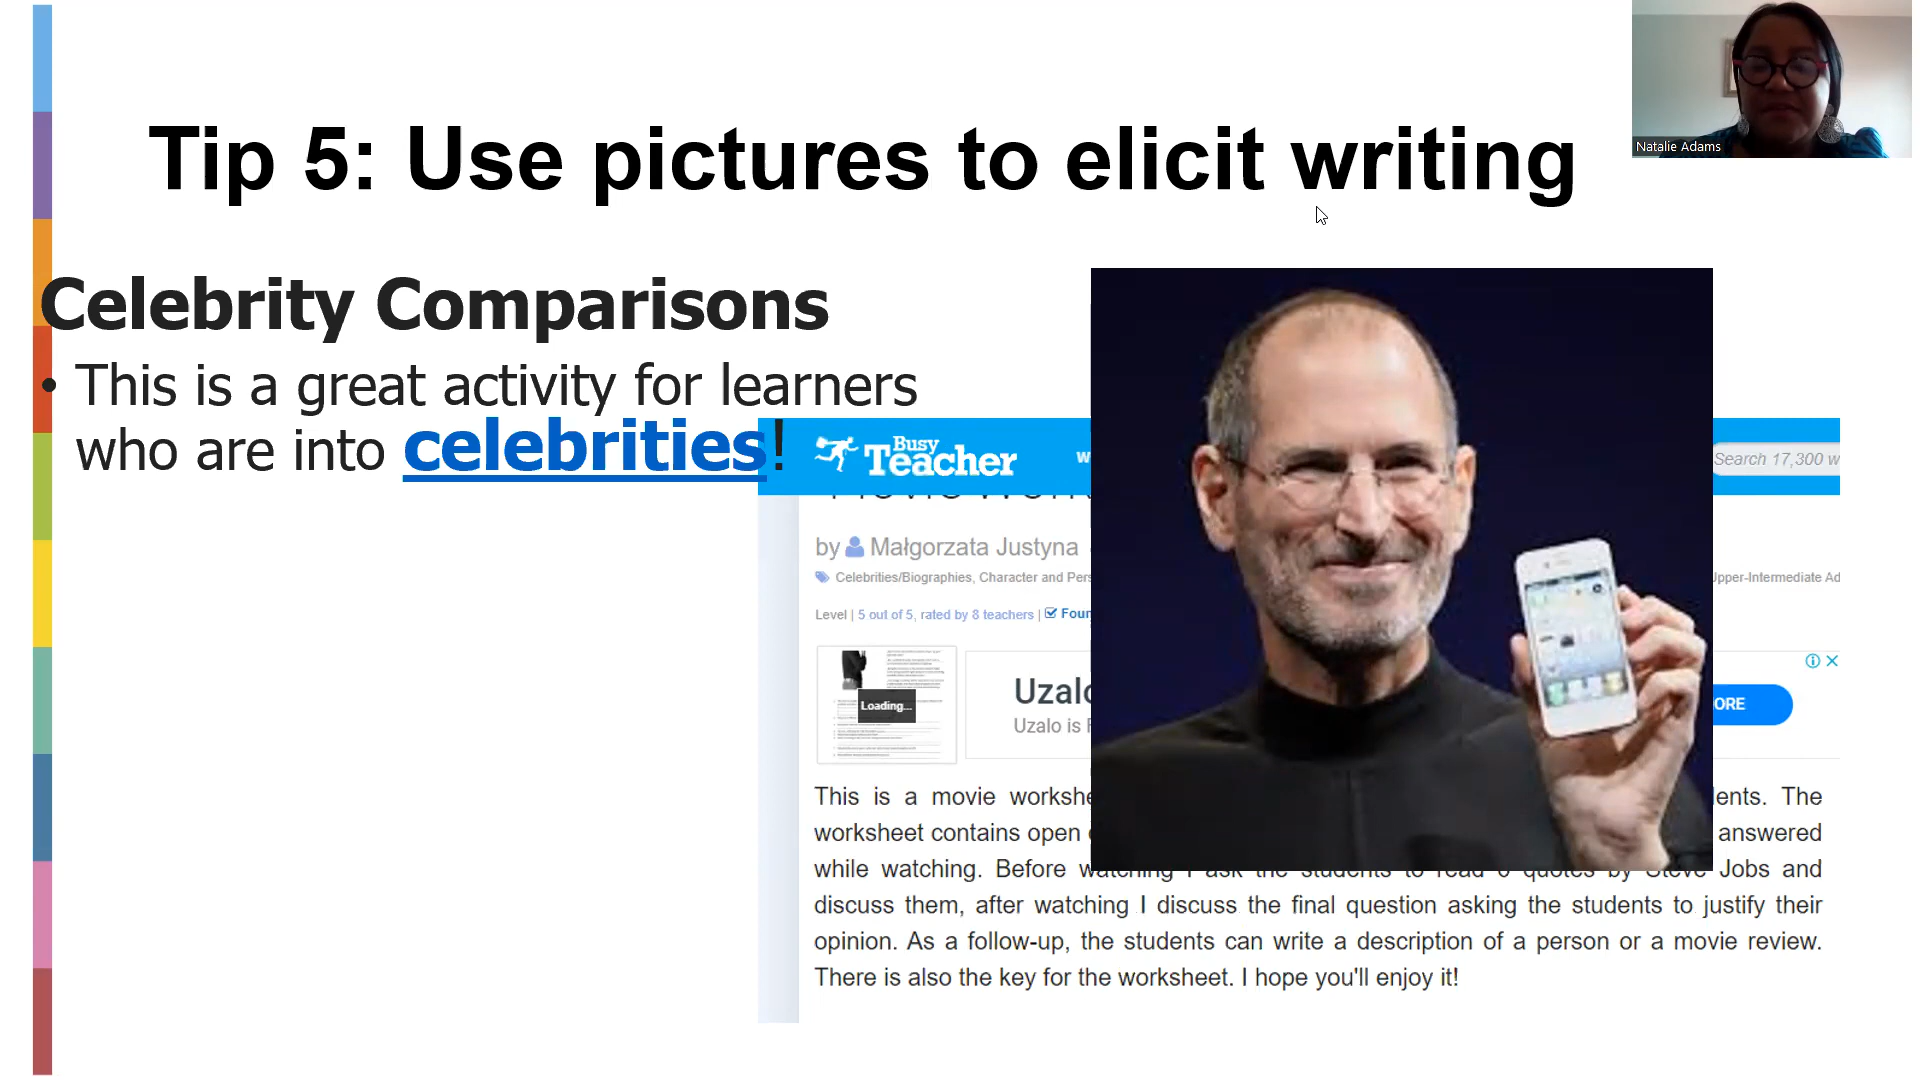 Tip 5: Use pictures to elicit writing
Natalie Adams
Celebrity Comparisons
• This is a great activity for learners
who are into celebrities!
Busy
Teacher
W
Search 17,300 w
by Małgorzata Justyna
Celebrities/Biographies, Character and Pers
Upper-Intermediate Ad
Level | 5 out of 5, rated by 8 teachers | Foun
Loading...
Uzalo
Uzalo is F
ORE
This is a movie workshe
ents. The
worksheet contains open
answered
while watching. Before watching I ask the students to read 6 quotes by Steve Jobs and
discuss them, after watching I discuss the final question asking the students to justify their
opinion. As a follow-up, the students can write a description of a person or a movie review.
There is also the key for the worksheet. I hope you'll enjoy it!